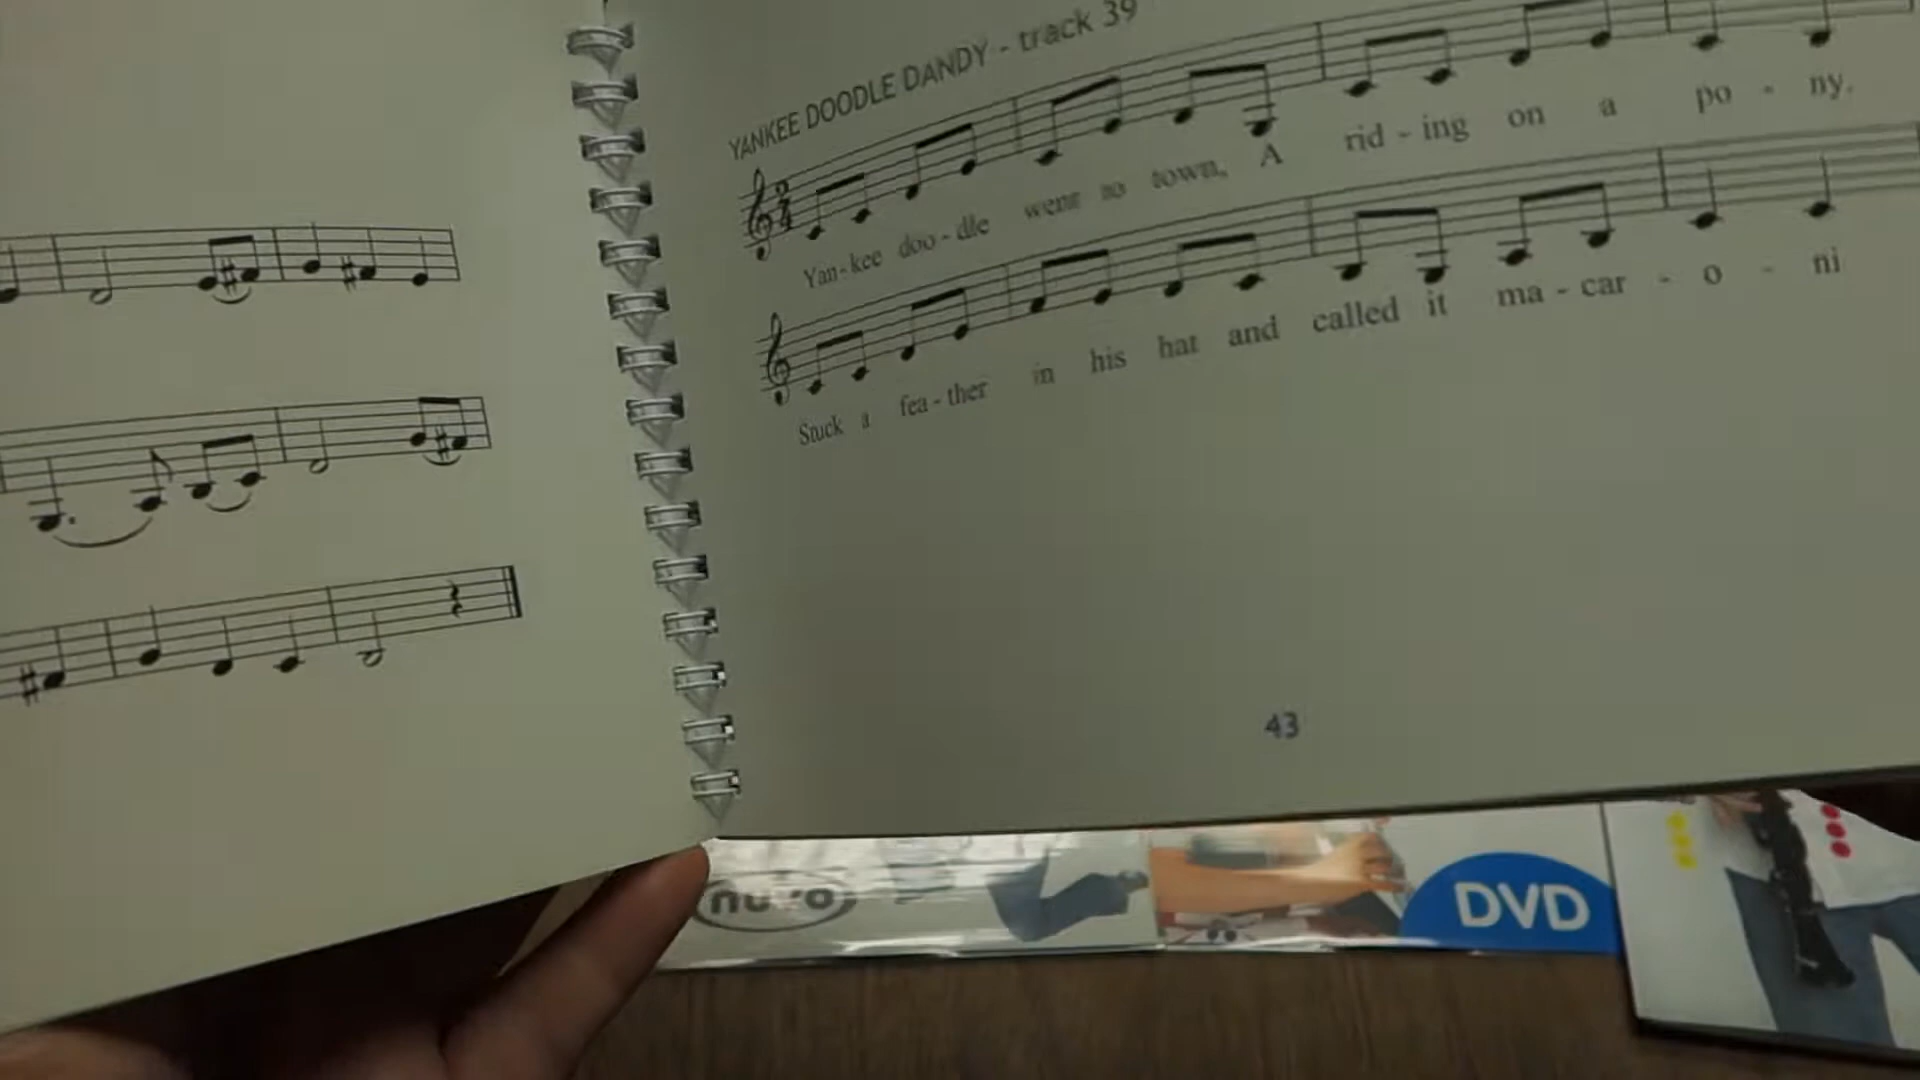 YANKEE DOODLE DANDY - track 39
Yan - kee doo - dle went to town, A rid - ing on a po - ny.
Stuck a fea - ther in his hat and called it ma - car - o - ni
43
nuvo
DVD